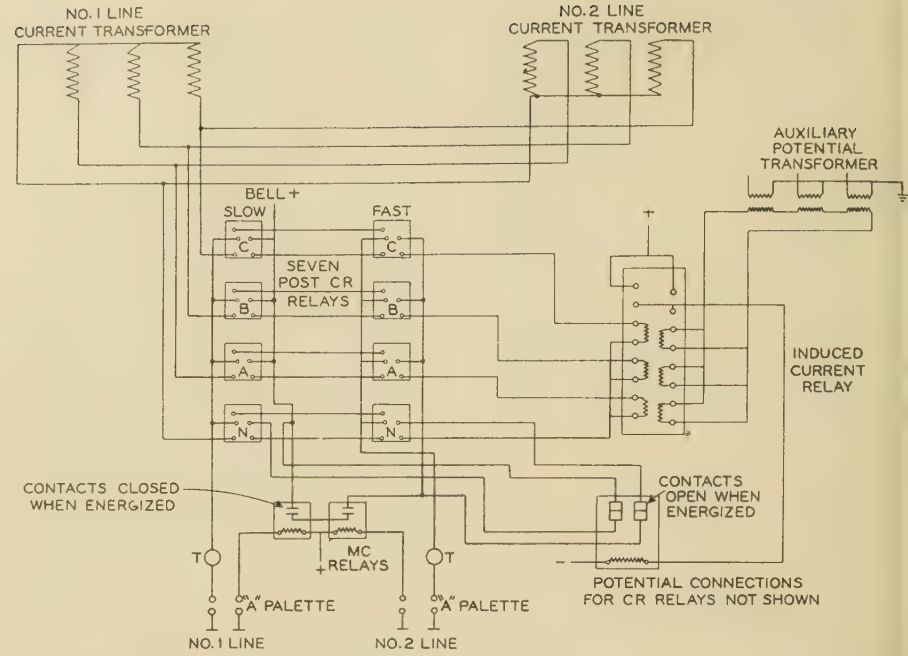 NO. 1 LINE
CURRENT TRANSFORMER
NO. 2 LINE
CURRENT TRANSFORMER
AUXILIARY
POTENTIAL
TRANSFORMER
BELL +
SLOW
FAST
C
C
SEVEN
POST CR
RELAYS
+
B
B
A
A
INDUCED
CURRENT
RELAY
N
N
CONTACTS CLOSED
WHEN ENERGIZED
CONTACTS
OPEN WHEN
ENERGIZED
MC
RELAYS
+
T
T
–
POTENTIAL CONNECTIONS
FOR CR RELAYS NOT SHOWN
"A" PALETTE
"A" PALETTE
NO. 1 LINE
NO. 2 LINE